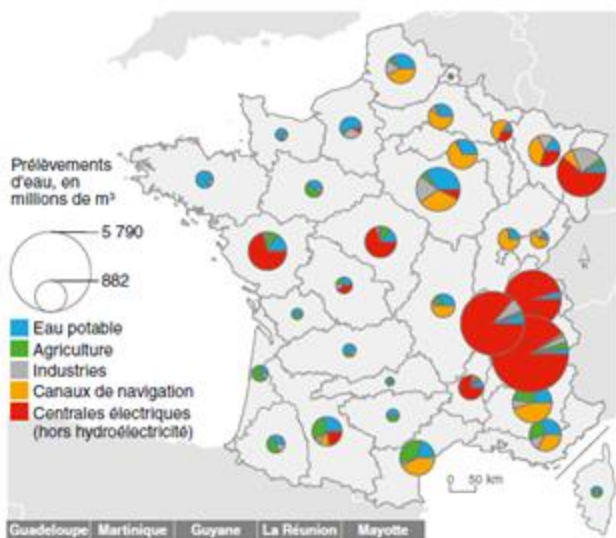 Prélèvements
d'eau, en
millions de m³
5 790
882
Eau potable
Agriculture
Industries
Canaux de navigation
Centrales électriques
(hors hydroélectricité)
0 50 km
Guadeloupe Martinique Guyane La Réunion Mayotte